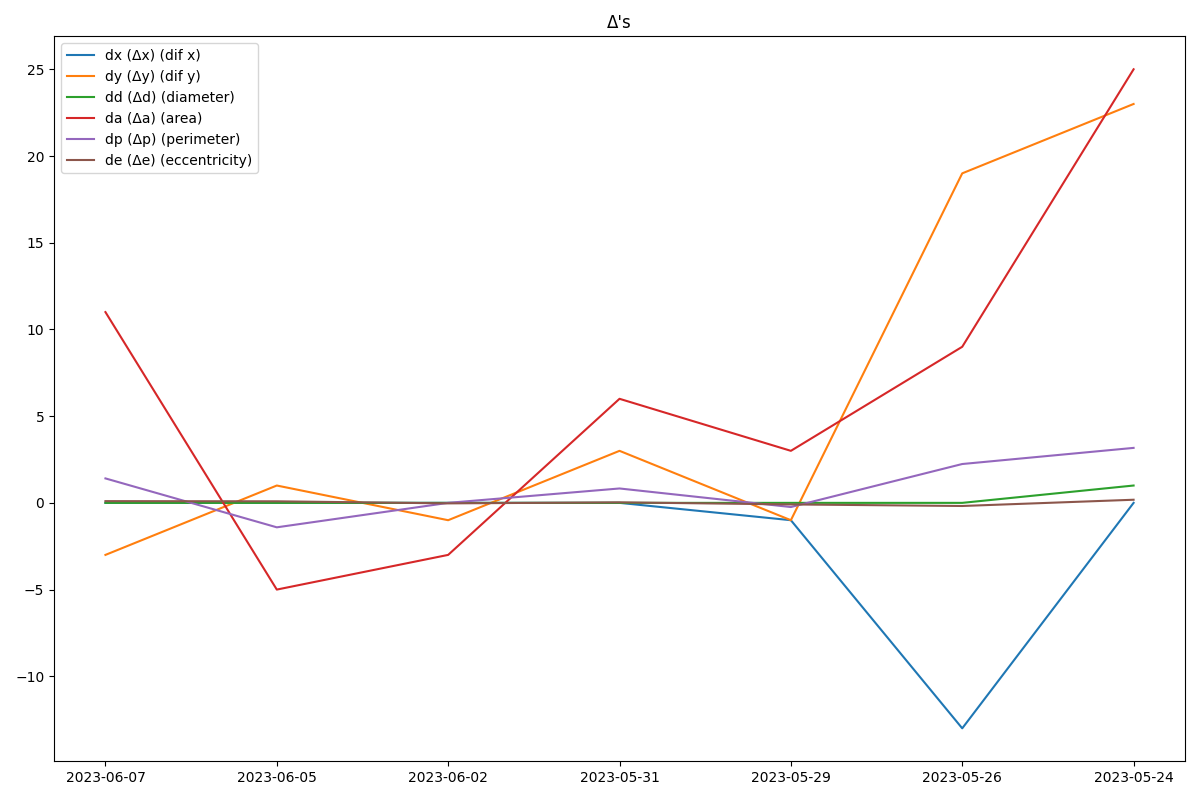 Δ's
dx (Δx) (dif x)
dy (Δy) (dif y)
dd (Δd) (diameter)
da (Δa) (area)
dp (Δp) (perimeter)
de (Δe) (eccentricity)
25
20
15
10
5
0
−5
−10
2023-06-07 2023-06-05 2023-06-02 2023-05-31 2023-05-29 2023-05-26 2023-05-24